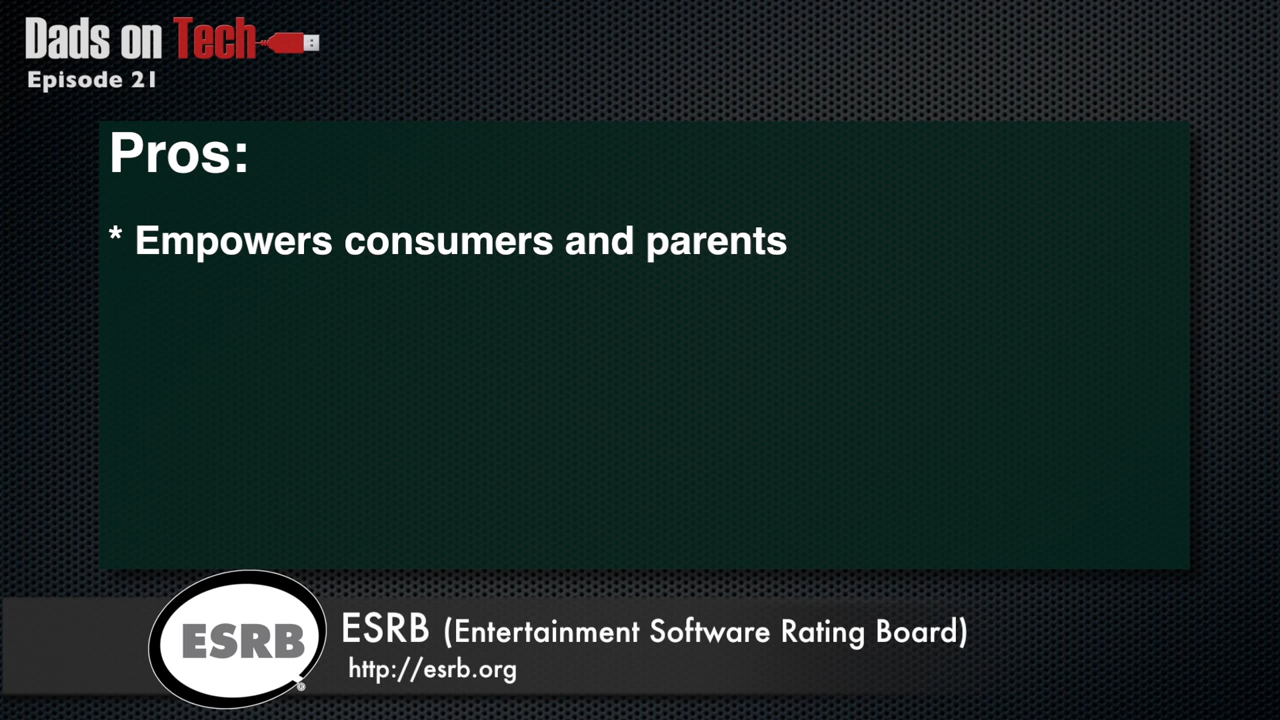 Dads on Tech
Episode 21
Pros:
* Empowers consumers and parents
ESRB
®
ESRB (Entertainment Software Rating Board)
http://esrb.org